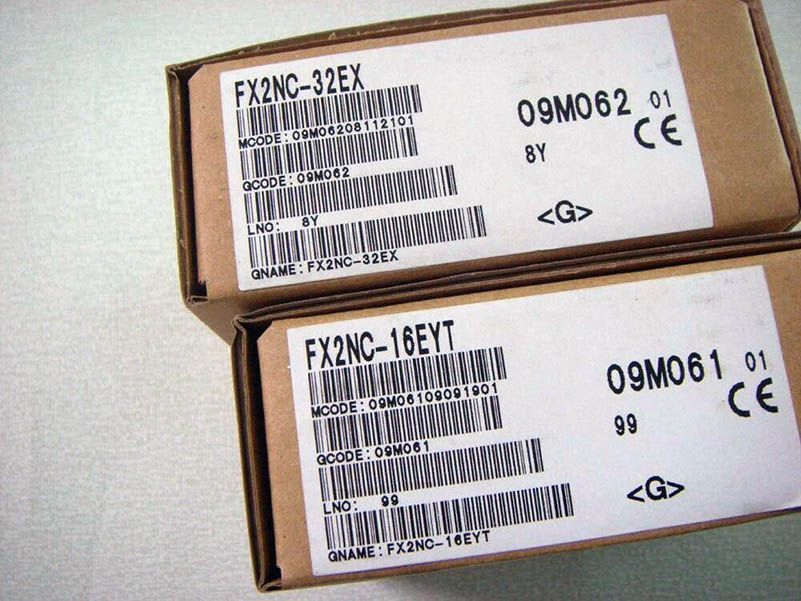 FX2NC-32EX
MCODE:09M06208112101
GCODE:09M062
LNO: 8Y
GNAME:FX2NC-32EX
09M062 01
CE
8Y
<G>
FX2NC-16EYT
MCODE:09M06109091901
GCODE:09M061
LNO: 99
GNAME:FX2NC-16EYT
09M061 01
CE
99
<G>